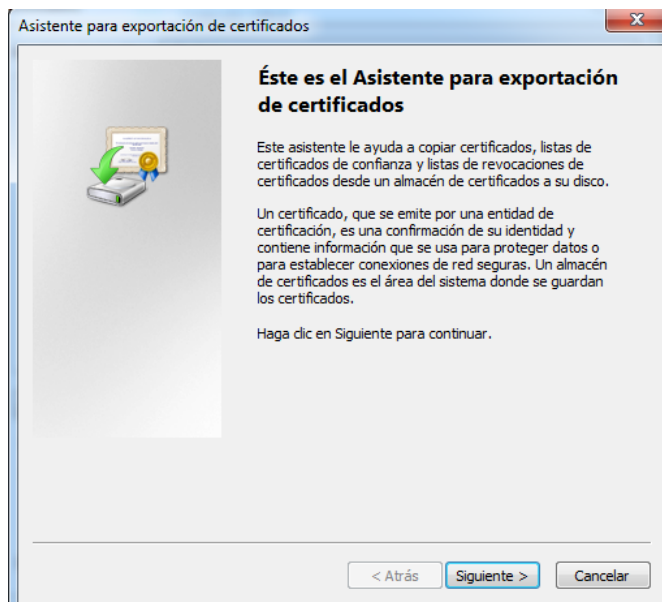 Asistente para exportación de certificados
X
Éste es el Asistente para exportación
de certificados
Este asistente le ayuda a copiar certificados, listas de
certificados de confianza y listas de revocaciones de
certificados desde un almacén de certificados a su disco.
Un certificado, que se emite por una entidad de
certificación, es una confirmación de su identidad y
contiene información que se usa para proteger datos o
para establecer conexiones de red seguras. Un almacén
de certificados es el área del sistema donde se guardan
los certificados.
Haga clic en Siguiente para continuar.
< Atrás Siguiente > Cancelar